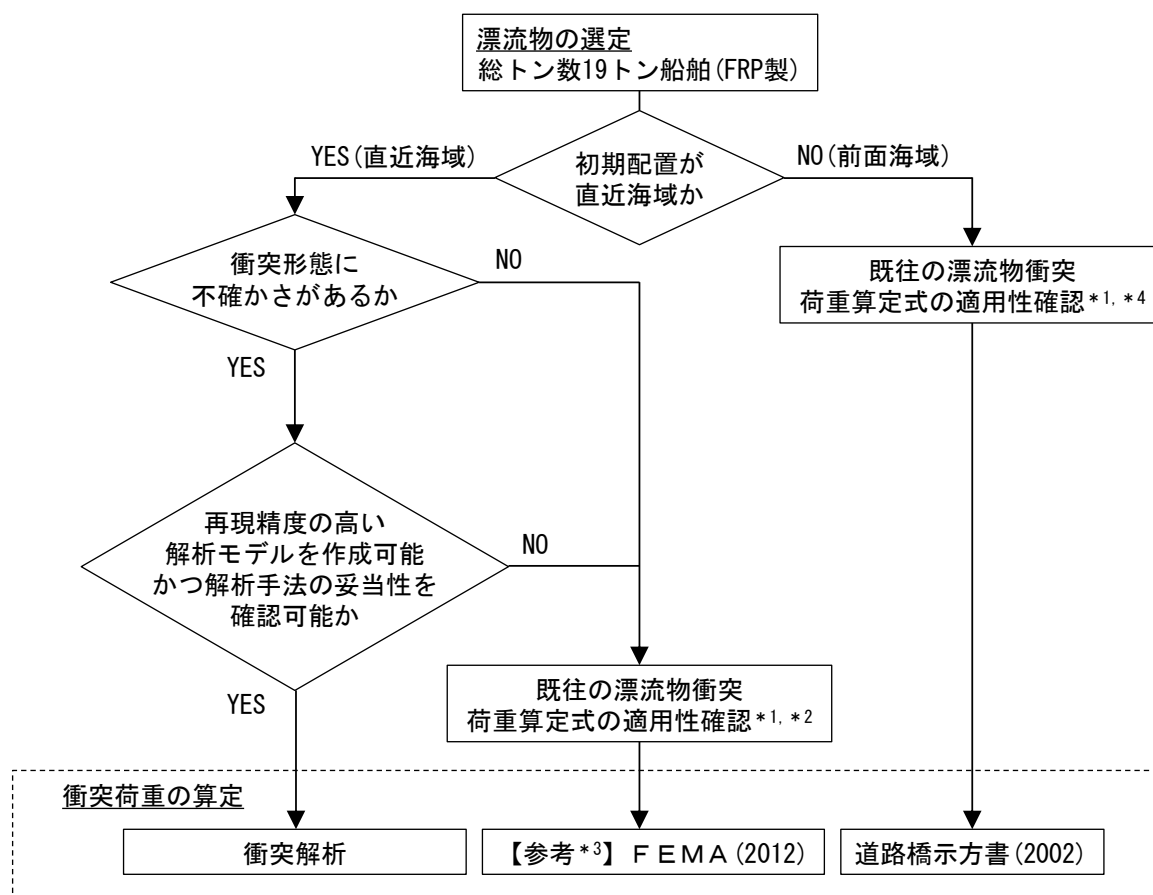 漂流物の選定
総トン数19トン船舶(FRP製)
初期配置が
直近海域か
YES(直近海域)
NO(前面海域)
衝突形態に
不確かさがあるか
NO
YES
既往の漂流物衝突
荷重算定式の適用性確認*1, *4
再現精度の高い
解析モデルを作成可能
かつ解析手法の妥当性を
確認可能か
NO
YES
既往の漂流物衝突
荷重算定式の適用性確認*1, *2
衝突荷重の算定
衝突解析
【参考*3】FEMA(2012)
道路橋示方書(2002)